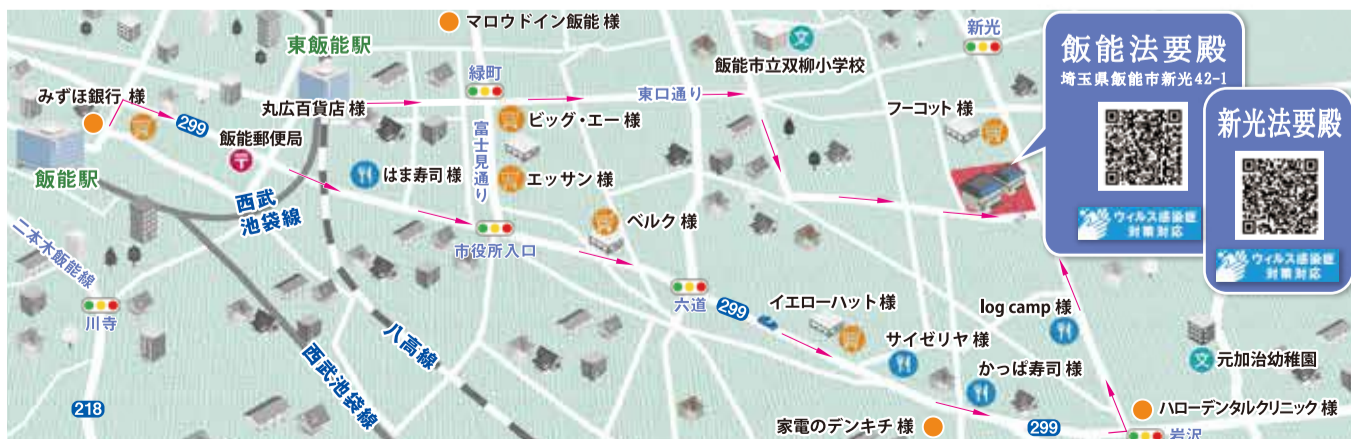 マロウドイン飯能 様
新光
東飯能駅
緑町
飯能市立双柳小学校
飯能法要殿
埼玉県飯能市新光42-1
ウィルス感染症
対策対応
新光法要殿
ウィルス感染症
対策対応
みずほ銀行 様
299
丸広百貨店 様
東口通り
フーコット 様
飯能郵便局
ビッグ・エー 様
富士見通り
はま寿司 様
エッサン 様
飯能駅
西武
池袋線
ベルク 様
市役所入口
二本木飯能線
川寺
六道
299
イエローハット 様
log camp 様
サイゼリヤ 様
元加治幼稚園
八高線
西武池袋線
かっぱ寿司 様
218
ハローデンタルクリニック 様
家電のデンキチ 様
299
岩沢
文
文